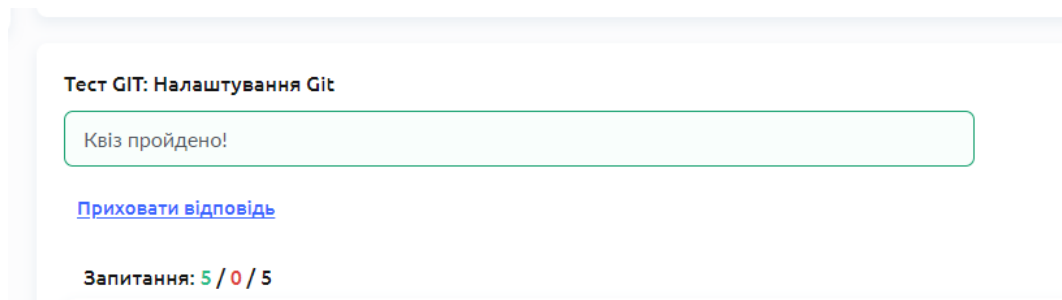 Тест GIT: Налаштування Git
Квіз пройдено!
Приховати відповідь
Запитання: 5 / 0 / 5